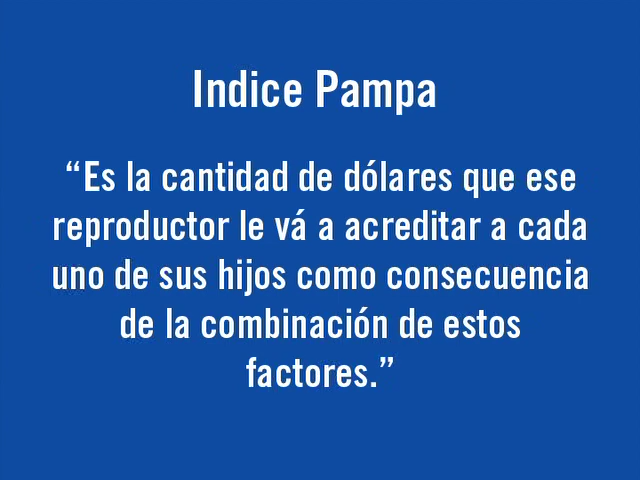 Indice Pampa
“Es la cantidad de dólares que ese
reproductor le vá a acreditar a cada
uno de sus hijos como consecuencia
de la combinación de estos
factores.”